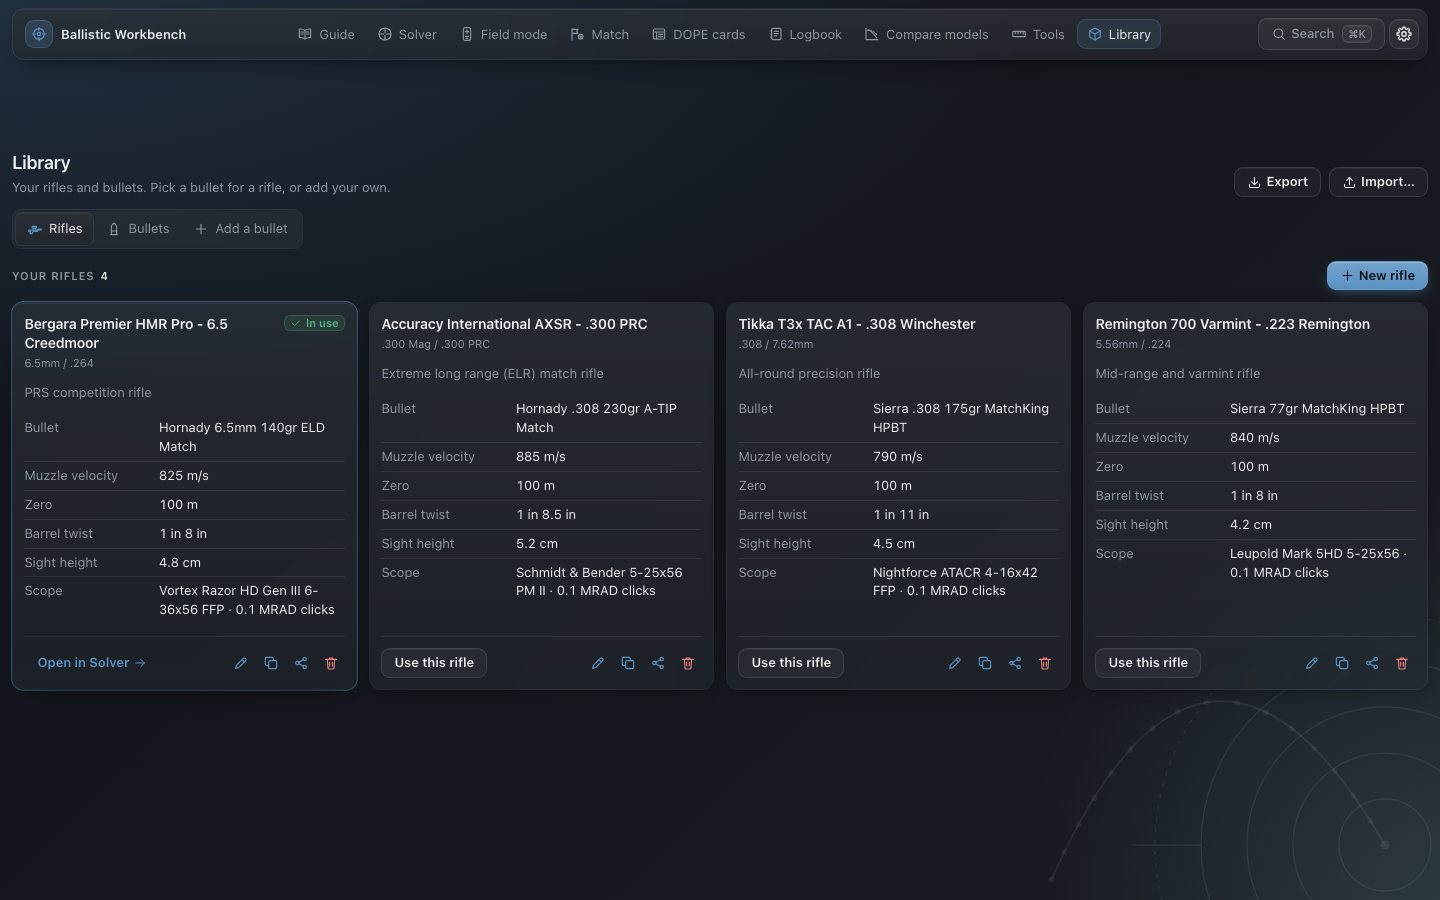 Ballistic Workbench
Guide
Solver
Field mode
Match
DOPE cards
Logbook
Compare models
Tools
Library
Search ⌘K
Library
Your rifles and bullets. Pick a bullet for a rifle, or add your own.
Export
Import...
Rifles
Bullets
Add a bullet
YOUR RIFLES 4
New rifle
Bergara Premier HMR Pro - 6.5
Creedmoor
In use
6.5mm / .264
PRS competition rifle
Bullet
Hornady 6.5mm 140gr ELD
Match
Muzzle velocity
825 m/s
Zero
100 m
Barrel twist
1 in 8 in
Sight height
4.8 cm
Scope
Vortex Razor HD Gen III 6-
36x56 FFP · 0.1 MRAD clicks
Open in Solver →
Accuracy International AXSR - .300 PRC
.300 Mag / .300 PRC
Extreme long range (ELR) match rifle
Bullet
Hornady .308 230gr A-TIP
Match
Muzzle velocity
885 m/s
Zero
100 m
Barrel twist
1 in 8.5 in
Sight height
5.2 cm
Scope
Schmidt & Bender 5-25x56
PM II · 0.1 MRAD clicks
Use this rifle
Tikka T3x TAC A1 - .308 Winchester
.308 / 7.62mm
All-round precision rifle
Bullet
Sierra .308 175gr MatchKing
HPBT
Muzzle velocity
790 m/s
Zero
100 m
Barrel twist
1 in 11 in
Sight height
4.5 cm
Scope
Nightforce ATACR 4-16x42
FFP · 0.1 MRAD clicks
Use this rifle
Remington 700 Varmint - .223 Remington
5.56mm / .224
Mid-range and varmint rifle
Bullet
Sierra 77gr MatchKing HPBT
Muzzle velocity
840 m/s
Zero
100 m
Barrel twist
1 in 8 in
Sight height
4.2 cm
Scope
Leupold Mark 5HD 5-25x56 ·
0.1 MRAD clicks
Use this rifle